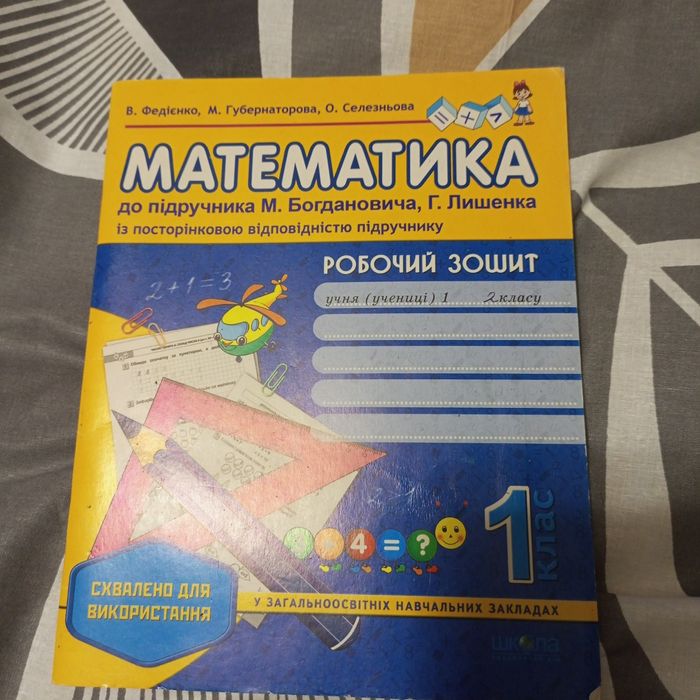 В. Федієнко, М. Губернаторова, О. Селезньова
= + >
МАТЕМАТИКА
до підручника М. Богдановича, Г. Лишенка
із посторінковою відповідністю підручнику
РОБОЧИЙ ЗОШИТ
2+1=3
учня (учениці) 1 2 класу
4 = ?
1 клас
СХВАЛЕНО ДЛЯ
ВИКОРИСТАННЯ
У ЗАГАЛЬНООСВІТНІХ НАВЧАЛЬНИХ ЗАКЛАДАХ
ШКОЛА